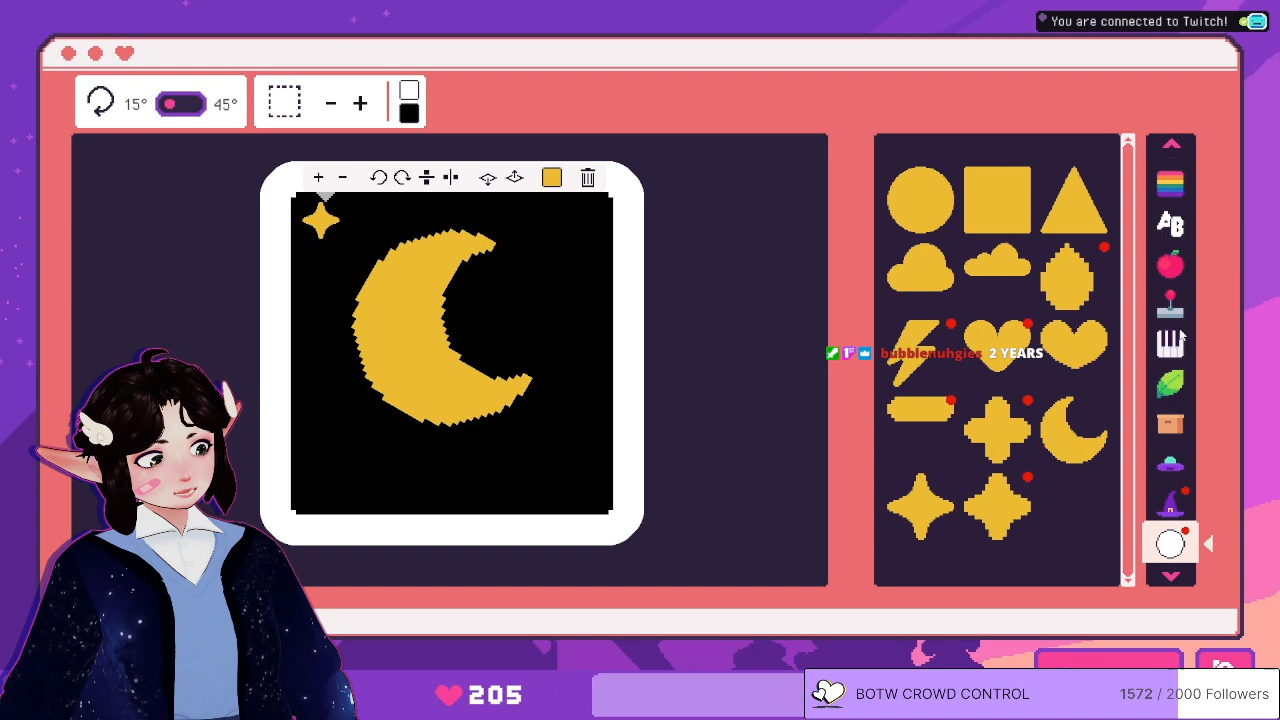 You are connected to Twitch!
15° 45°
bubblenuhgies 2 YEARS
205
BOTW CROWD CONTROL 1572 / 2000 Followers